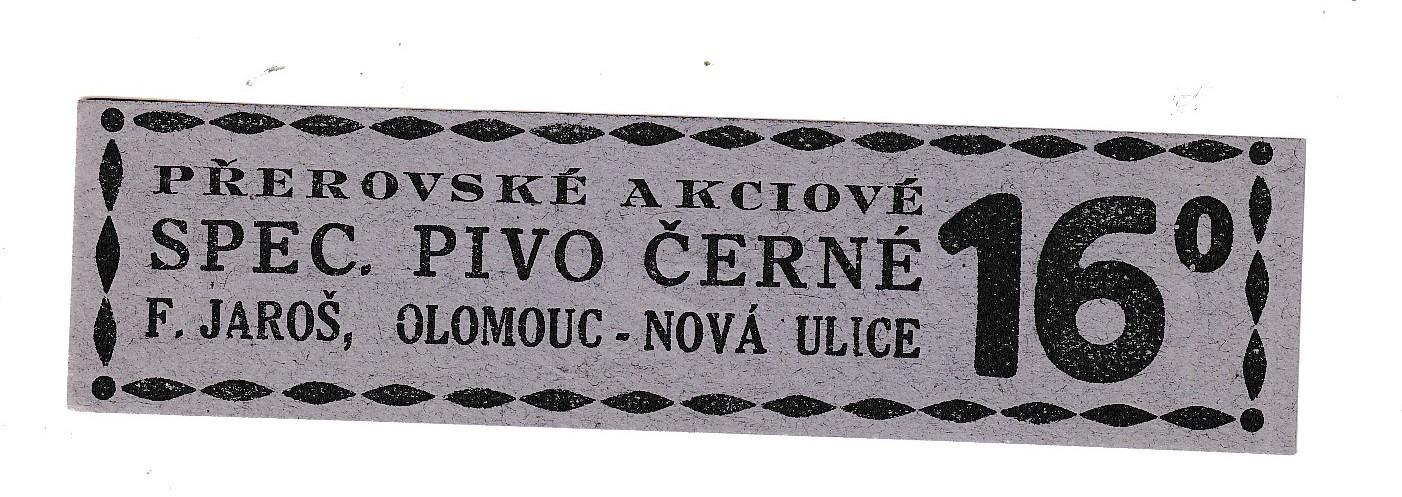 PŘEROVSKÉ AKCIOVÉ
SPEC. PIVO ČERNÉ
F. JAROŠ, OLOMOUC - NOVÁ ULICE
16°